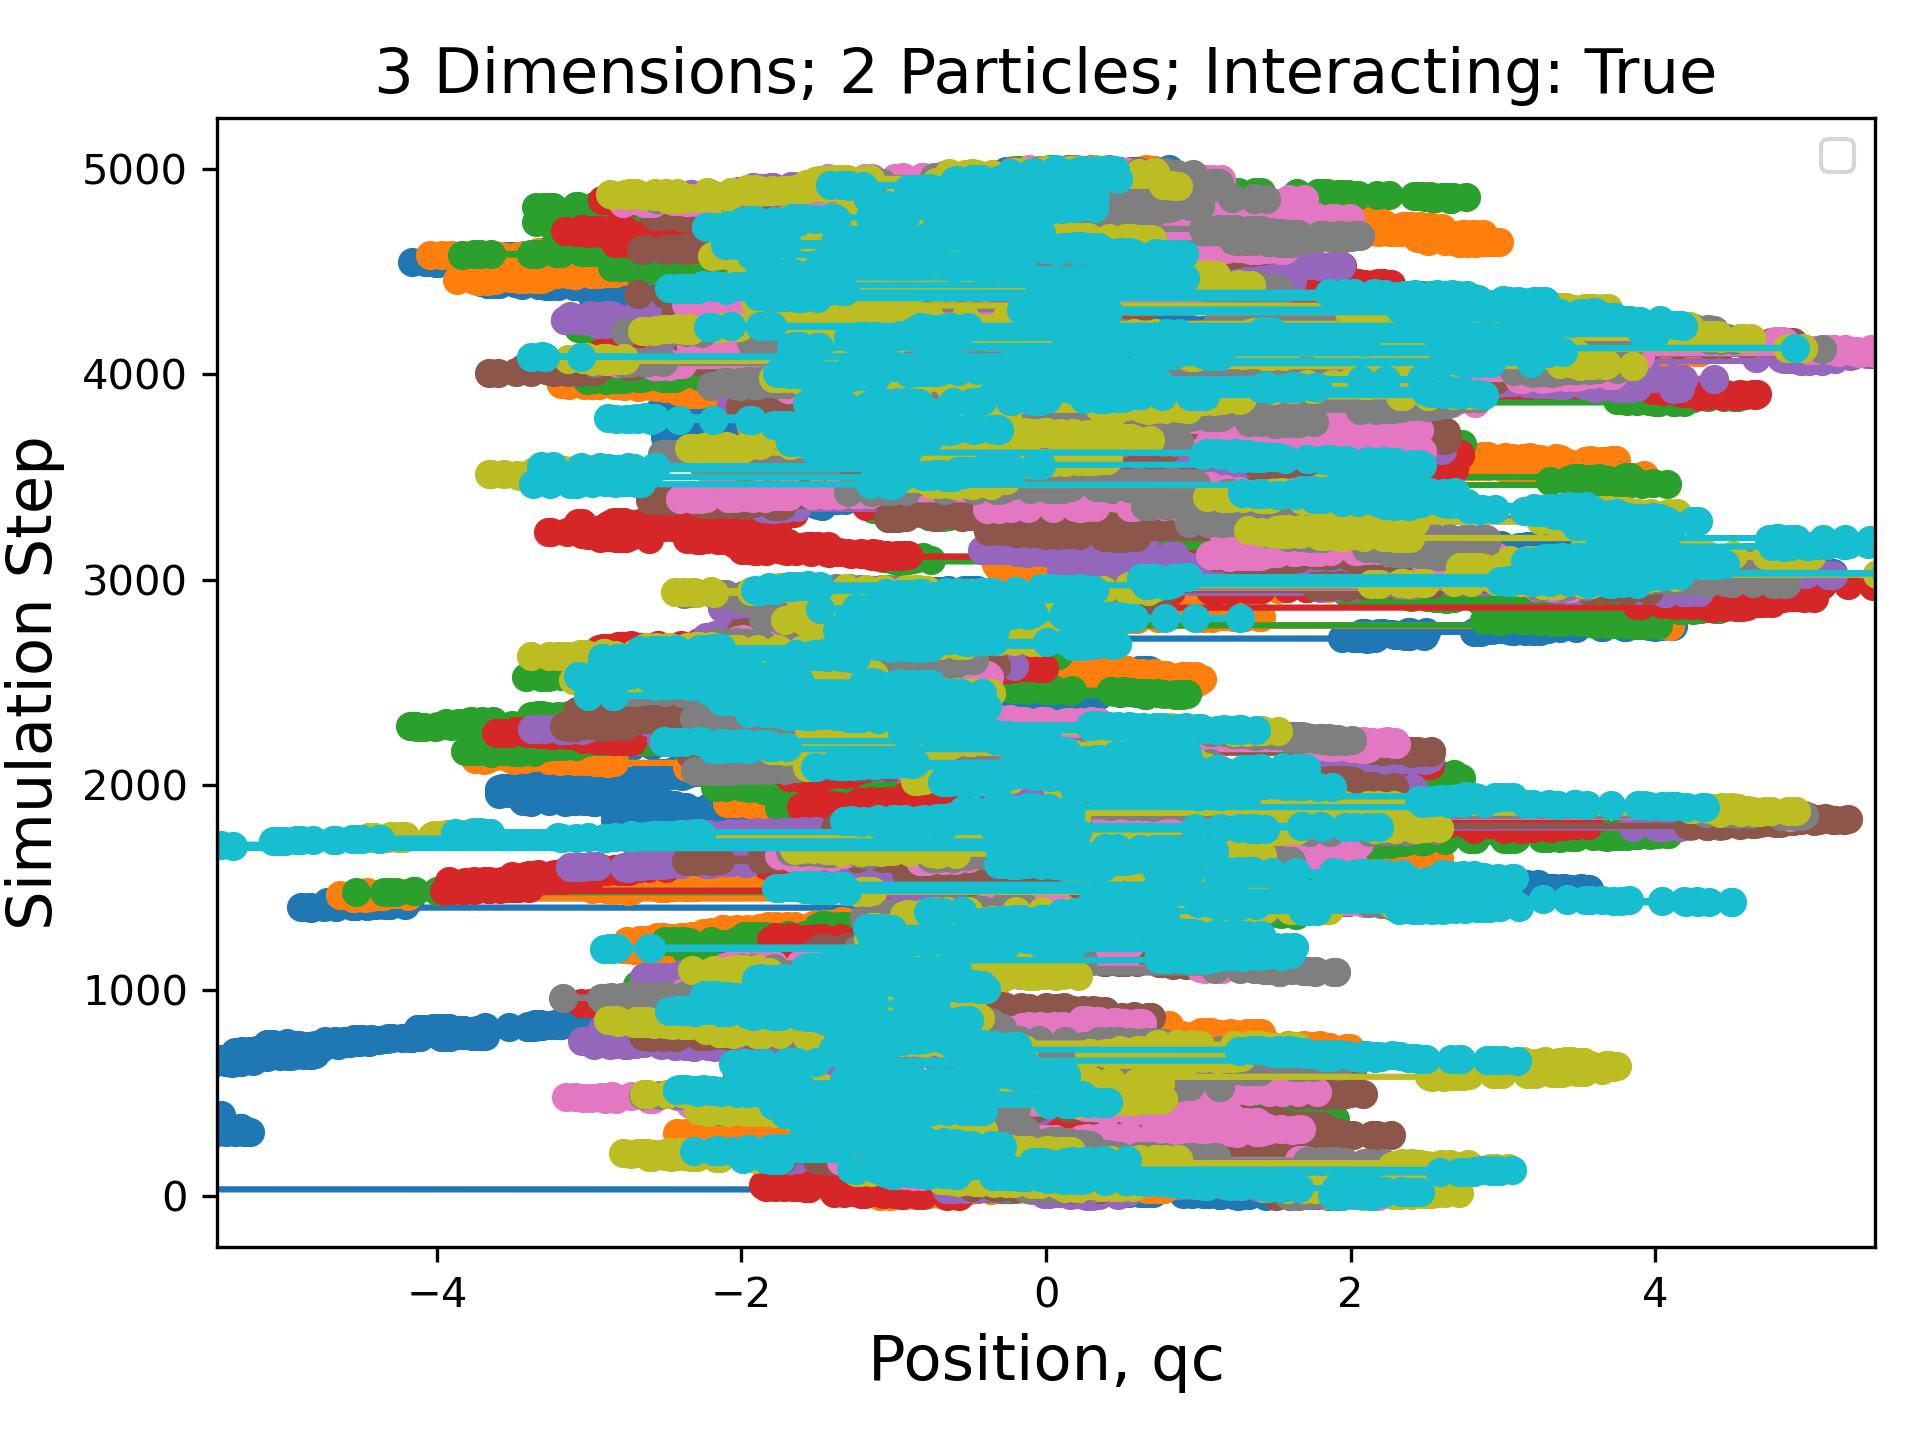 3 Dimensions; 2 Particles; Interacting: True
Simulation Step
5000
4000
3000
2000
1000
0
−4 −2 0 2 4
Position, qc